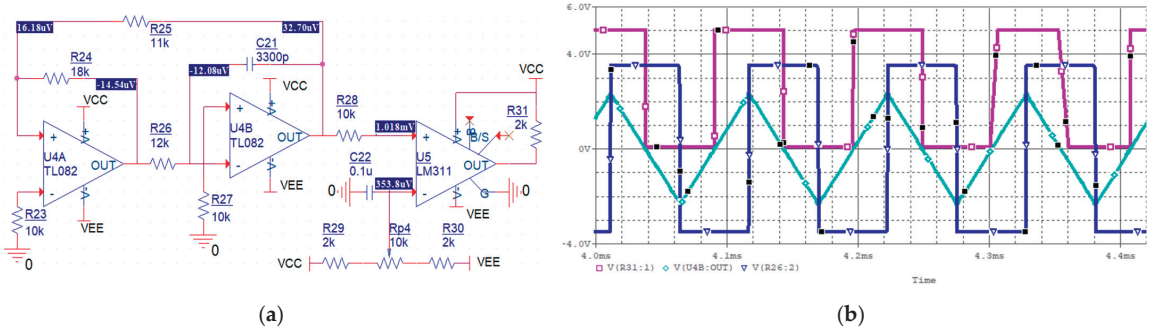 16.18uV
R25
11k
32.70uV
R24
18k
-14.54uV
VCC
C21
3300p
-12.08uV
VCC
+
U4A
TL082
-
V+
V-
OUT
R26
12k
+
U4B
TL082
-
V+
V-
OUT
R28
10k
1.018mV
VCC
R31
2k
B
B/S
+
U5
LM311
-
V+
V-
OUT
G
0
C22
0.1u
0
353.8uV
R23
10k
0
VEE
R27
10k
0
VEE
VEE
R29
2k
Rp4
10k
R30
2k
VCC
VEE
(a)
6.0V
4.0V
0V
-4.0V
4.0ms
4.1ms
4.2ms
4.3ms
4.4ms
V(R31:1)
V(U4B:OUT)
V(R26:2)
Time
(b)